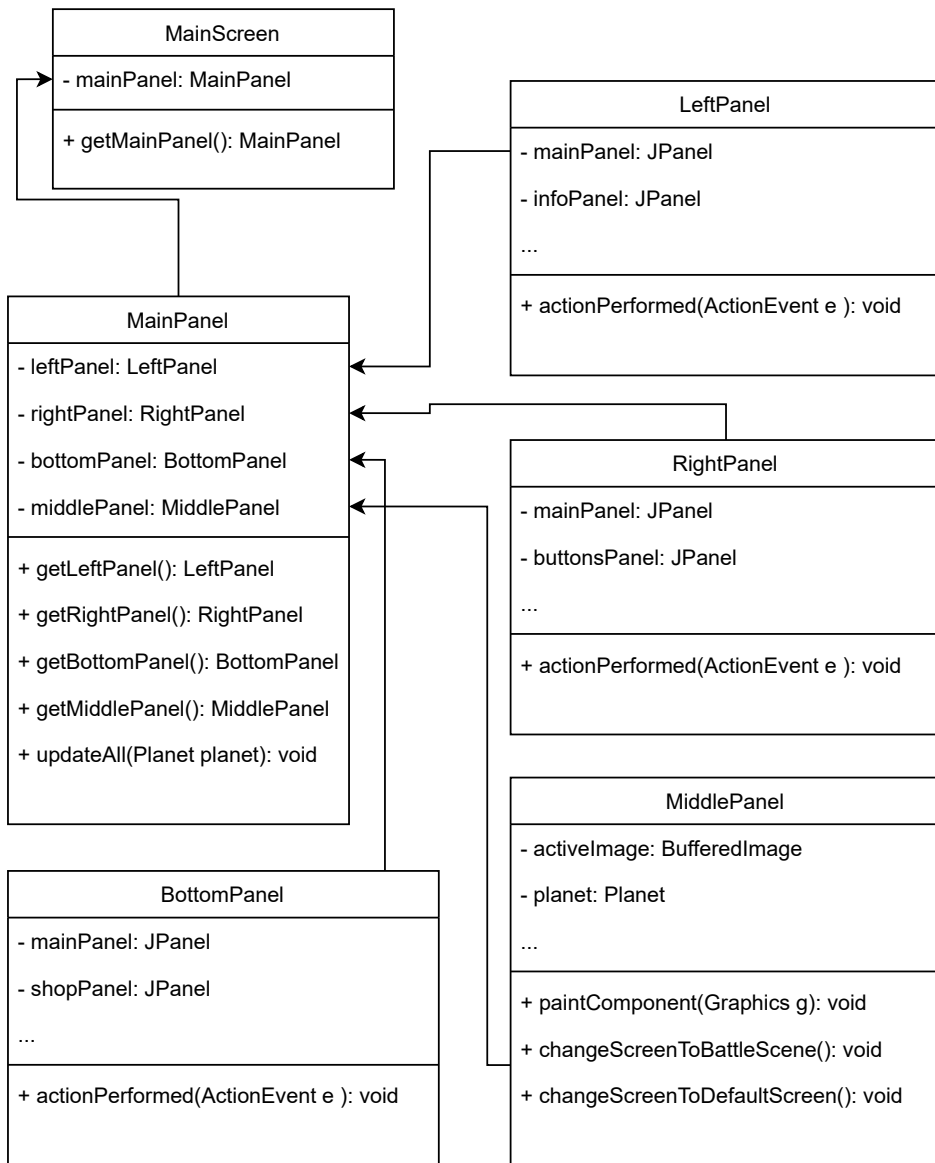 MainScreen
- mainPanel: MainPanel
+ getMainPanel(): MainPanel
LeftPanel
- mainPanel: JPanel
- infoPanel: JPanel
...
+ actionPerformed(ActionEvent e ): void
MainPanel
- leftPanel: LeftPanel
- rightPanel: RightPanel
- bottomPanel: BottomPanel
- middlePanel: MiddlePanel
+ getLeftPanel(): LeftPanel
+ getRightPanel(): RightPanel
+ getBottomPanel(): BottomPanel
+ getMiddlePanel(): MiddlePanel
+ updateAll(Planet planet): void
RightPanel
- mainPanel: JPanel
- buttonsPanel: JPanel
...
+ actionPerformed(ActionEvent e ): void
MiddlePanel
- activeImage: BufferedImage
- planet: Planet
...
+ paintComponent(Graphics g): void
+ changeScreenToBattleScene(): void
+ changeScreenToDefaultScreen(): void
BottomPanel
- mainPanel: JPanel
- shopPanel: JPanel
...
+ actionPerformed(ActionEvent e ): void